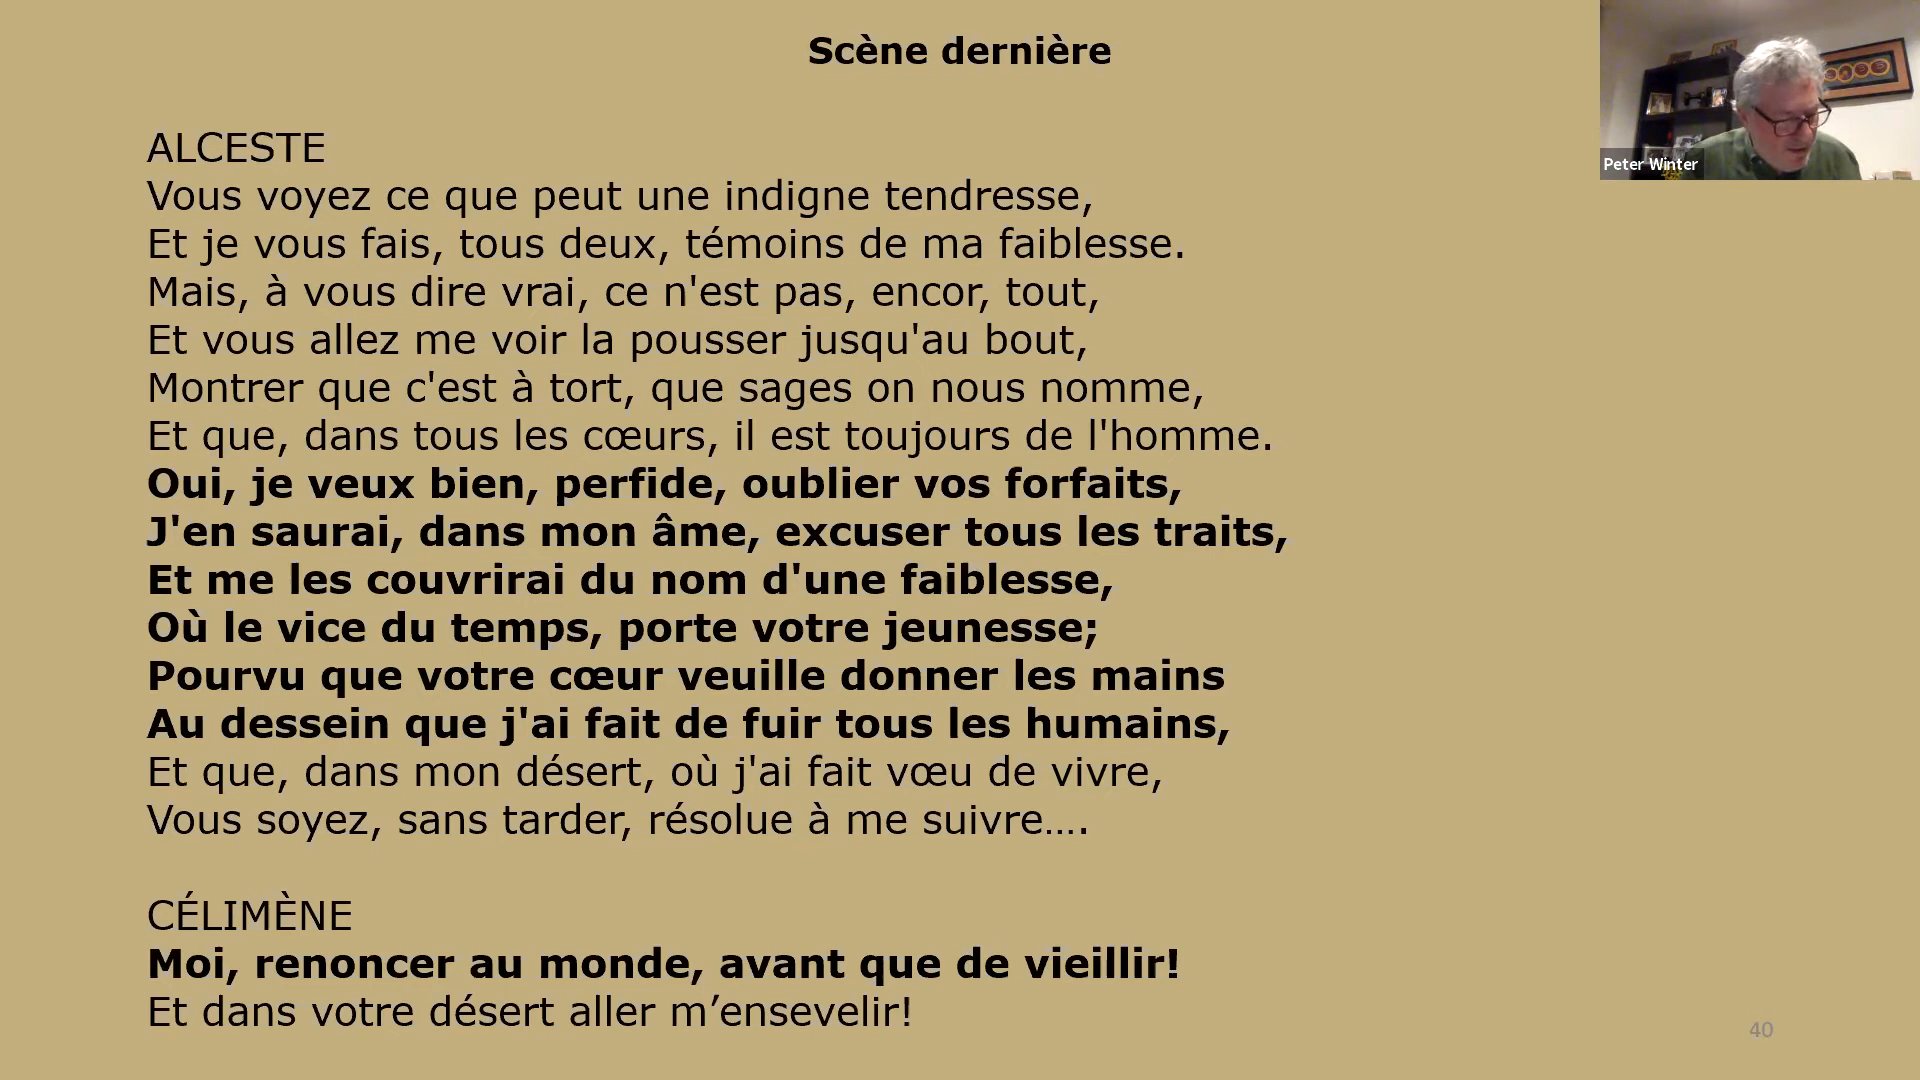 Scène dernière
Peter Winter
ALCESTE
Vous voyez ce que peut une indigne tendresse,
Et je vous fais, tous deux, témoins de ma faiblesse.
Mais, à vous dire vrai, ce n'est pas, encor, tout,
Et vous allez me voir la pousser jusqu'au bout,
Montrer que c'est à tort, que sages on nous nomme,
Et que, dans tous les cœurs, il est toujours de l'homme.
Oui, je veux bien, perfide, oublier vos forfaits,
J'en saurai, dans mon âme, excuser tous les traits,
Et me les couvrirai du nom d'une faiblesse,
Où le vice du temps, porte votre jeunesse;
Pourvu que votre cœur veuille donner les mains
Au dessein que j'ai fait de fuir tous les humains,
Et que, dans mon désert, où j'ai fait vœu de vivre,
Vous soyez, sans tarder, résolue à me suivre….
CÉLIMÈNE
Moi, renoncer au monde, avant que de vieillir!
Et dans votre désert aller m’ensevelir!
40